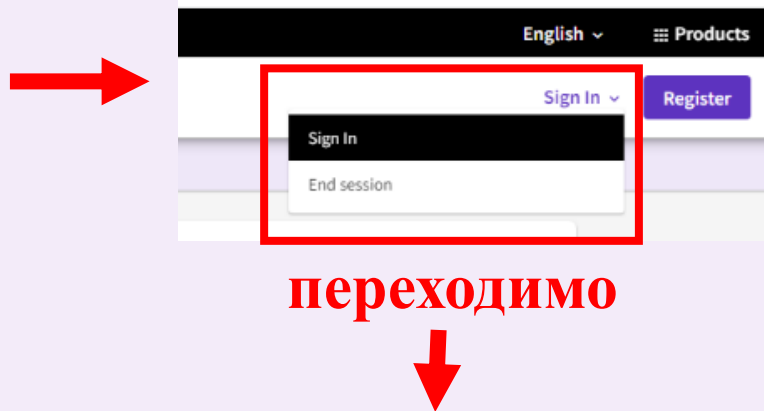 English Products
Sign In Register
Sign In
End session
переходимо